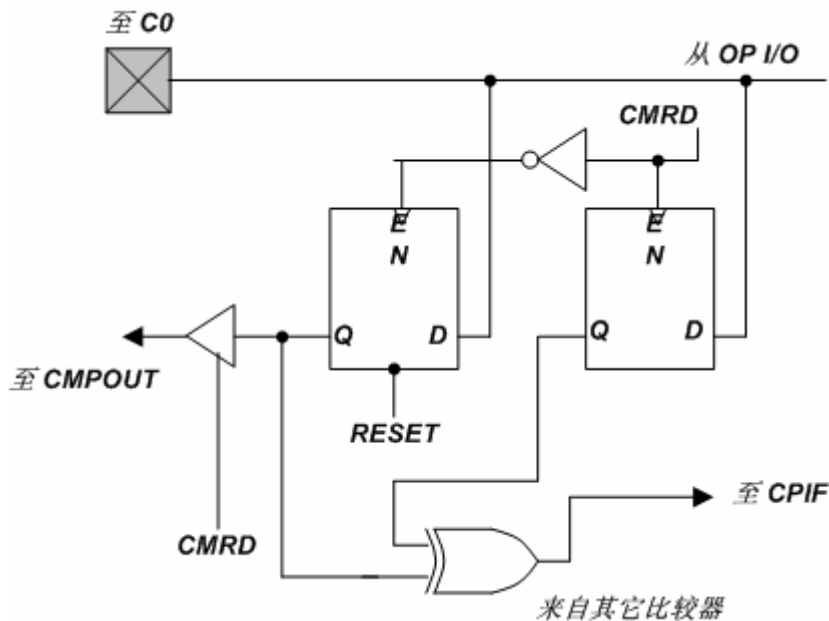 至 C0
从 OP I/O
CMRD
E
N
E
N
Q
D
Q
D
至 CMPOUT
RESET
CMRD
至 CPIF
来自其它比较器